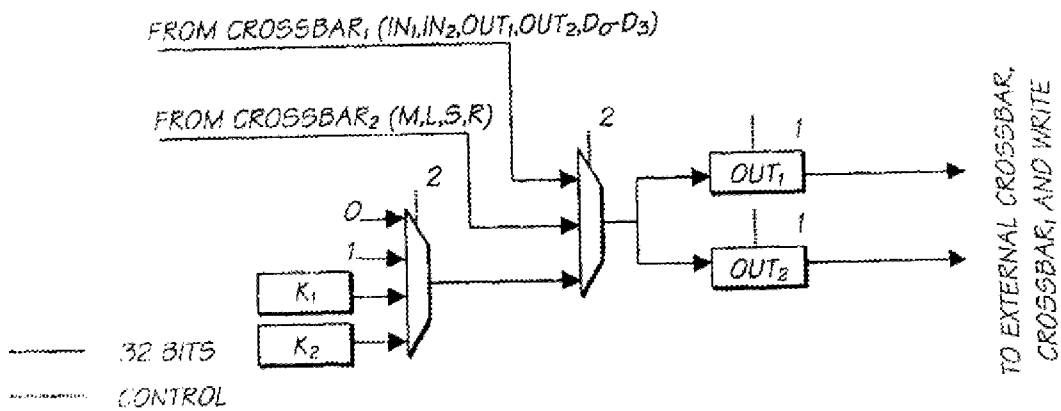 FROM CROSSBAR₁ (IN₁,IN₂,OUT₁,OUT₂,D₀-D₃)
FROM CROSSBAR₂ (M,L,S,R)
2
2
0
1
K₁
K₂
1
OUT₁
1
OUT₂
TO EXTERNAL CROSSBAR,
CROSSBAR₁ AND WRITE
32 BITS
CONTROL